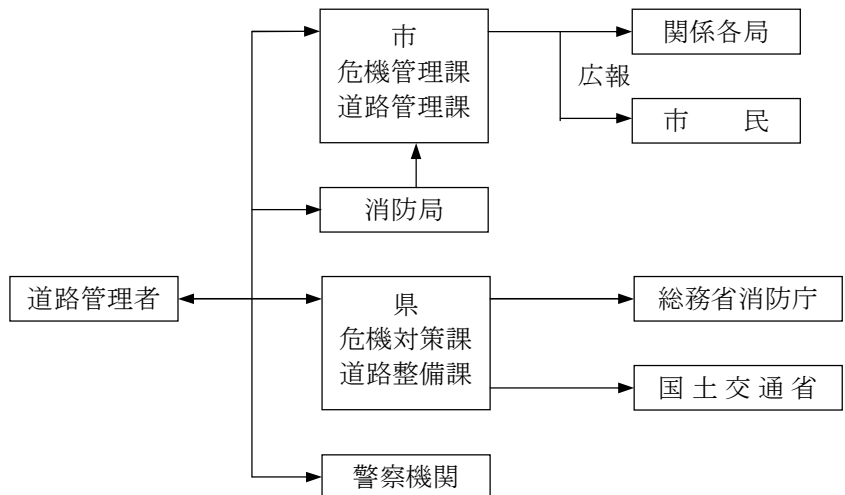 市
危機管理課
道路管理課
関係各局
広報
市　　民
消防局
道路管理者
県
危機対策課
道路整備課
総務省消防庁
国土交通省
警察機関